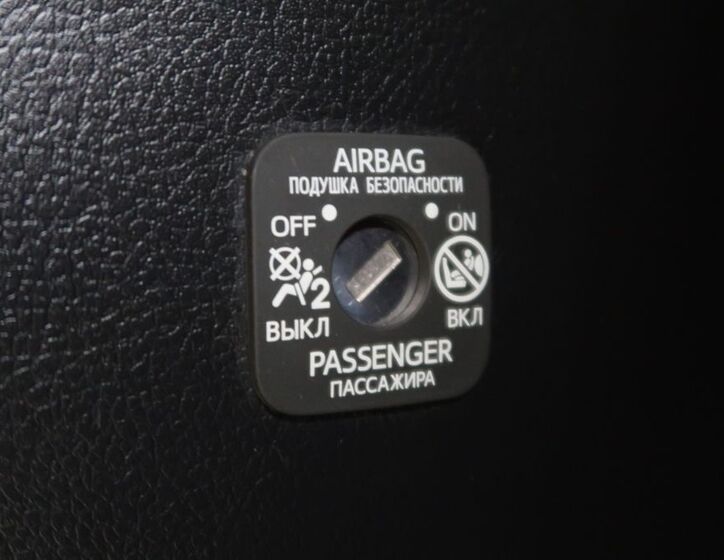 AIRBAG
ПОДУШКА БЕЗОПАСНОСТИ
OFF
ON
2
ВЫКЛ
ВКЛ
PASSENGER
ПАССАЖИРА